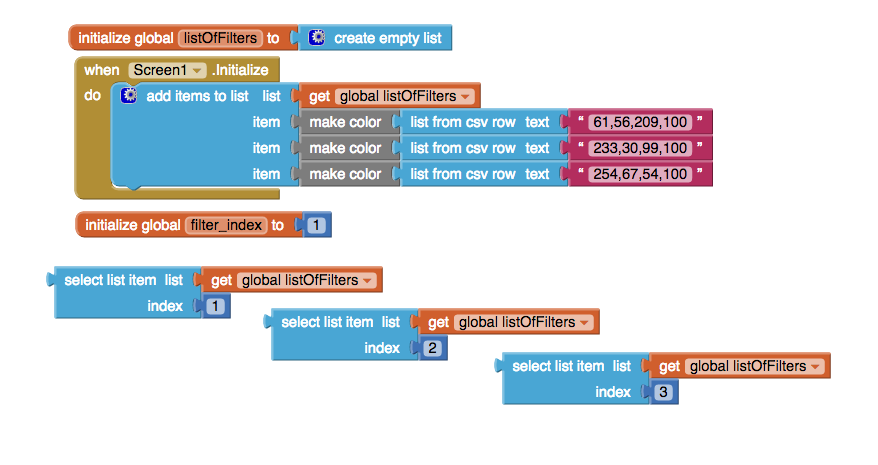 initialize global listOfFilters to create empty list
when Screen1 .Initialize
do add items to list list get global listOfFilters
item make color list from csv row text “ 61,56,209,100 ”
item make color list from csv row text “ 233,30,99,100 ”
item make color list from csv row text “ 254,67,54,100 ”
initialize global filter_index to 1
select list item list get global listOfFilters
index 1
select list item list get global listOfFilters
index 2
select list item list get global listOfFilters
index 3